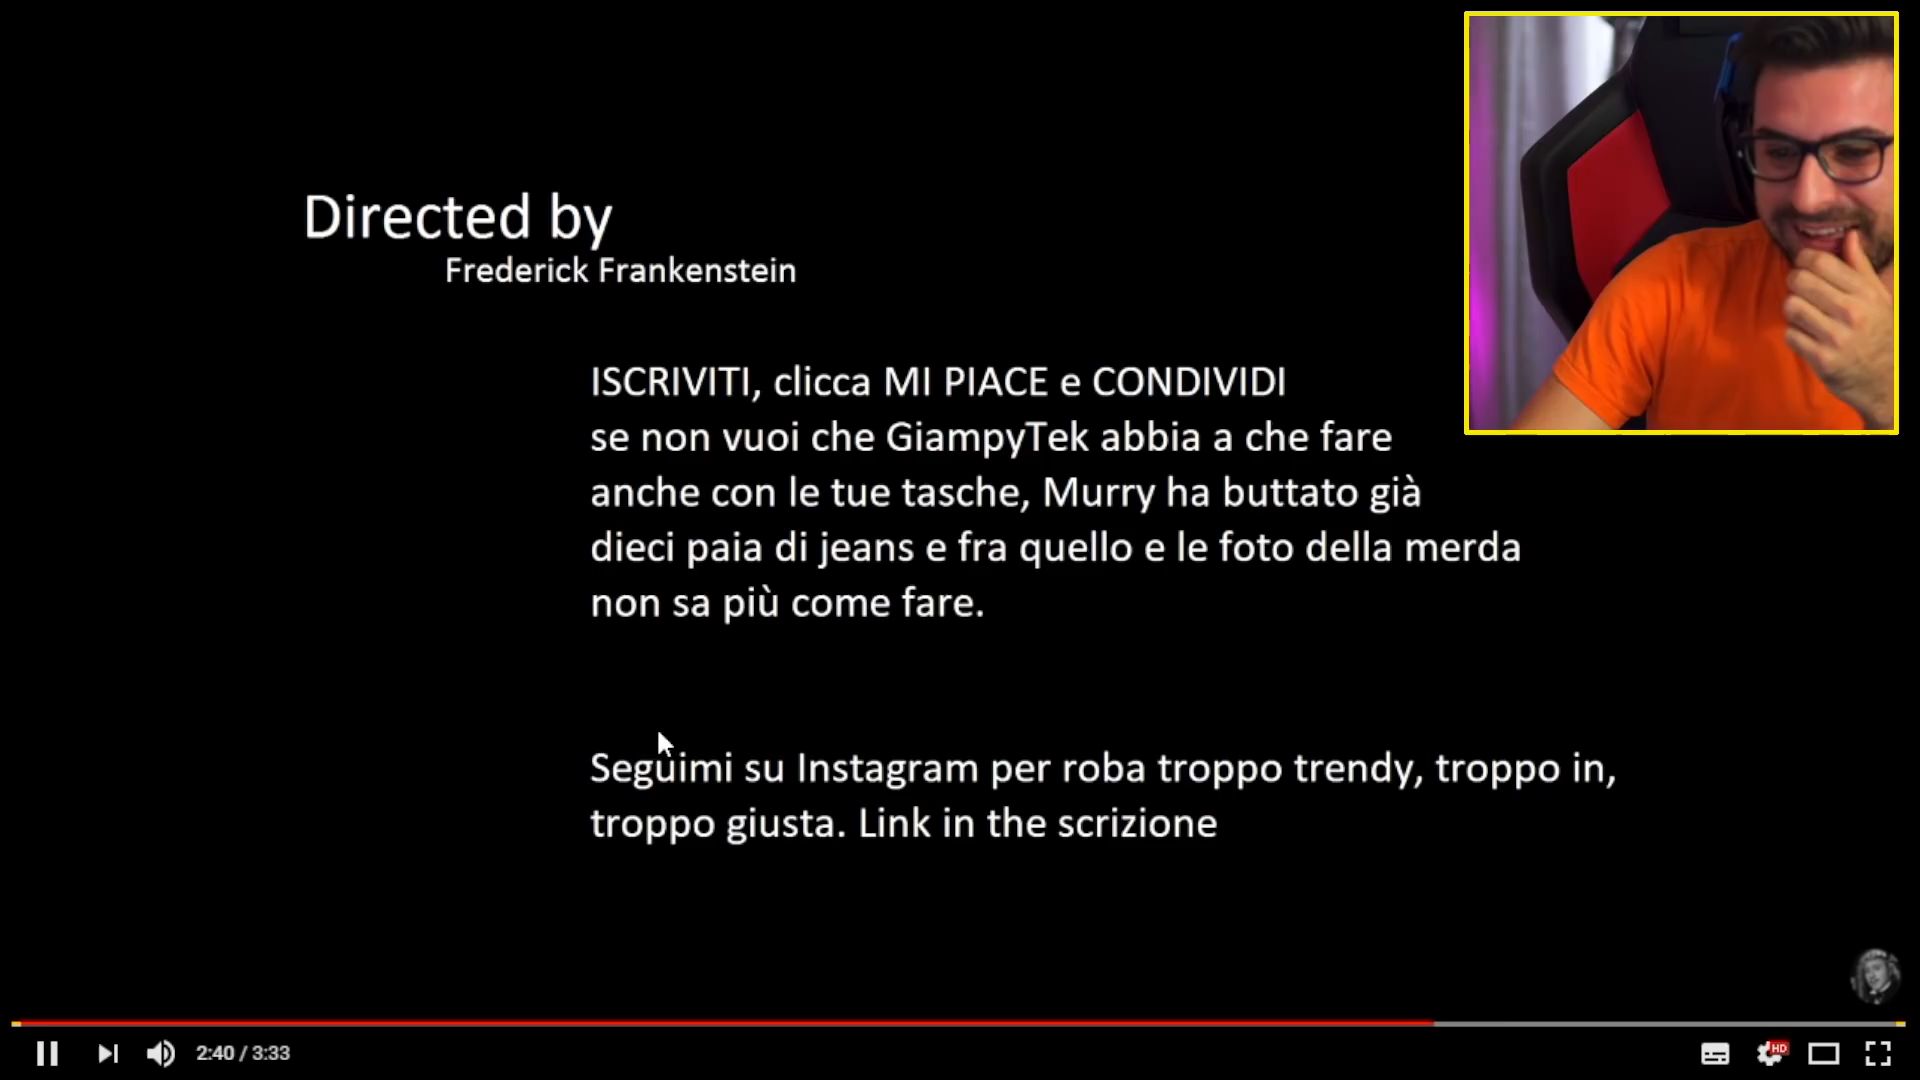 Directed by
Frederick Frankenstein
ISCRIVITI, clicca MI PIACE e CONDIVIDI
se non vuoi che GiampyTek abbia a che fare
anche con le tue tasche, Murry ha buttato già
dieci paia di jeans e fra quello e le foto della merda
non sa più come fare.
Seguimi su Instagram per roba troppo trendy, troppo in,
troppo giusta. Link in the scrizione
2:40 / 3:33
HD